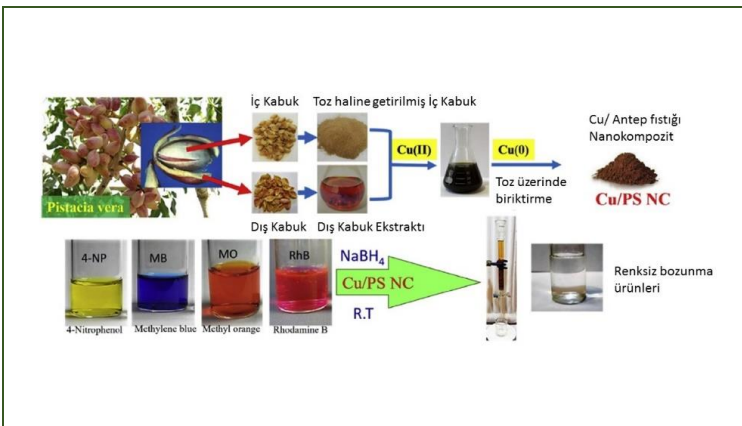 İç Kabuk
Toz haline getirilmiş İç Kabuk
Cu(II)
Cu(0)
Cu/ Antep fıstığı
Nanokompozit
Toz üzerinde
biriktirme
Cu/PS NC
Pistacia vera
Dış Kabuk
Dış Kabuk Ekstraktı
4-NP
MB
MO
RhB
NaBH₄
Cu/PS NC
R.T
Renksiz bozunma
ürünleri
4-Nitrophenol
Methylene blue
Methyl orange
Rhodamine B